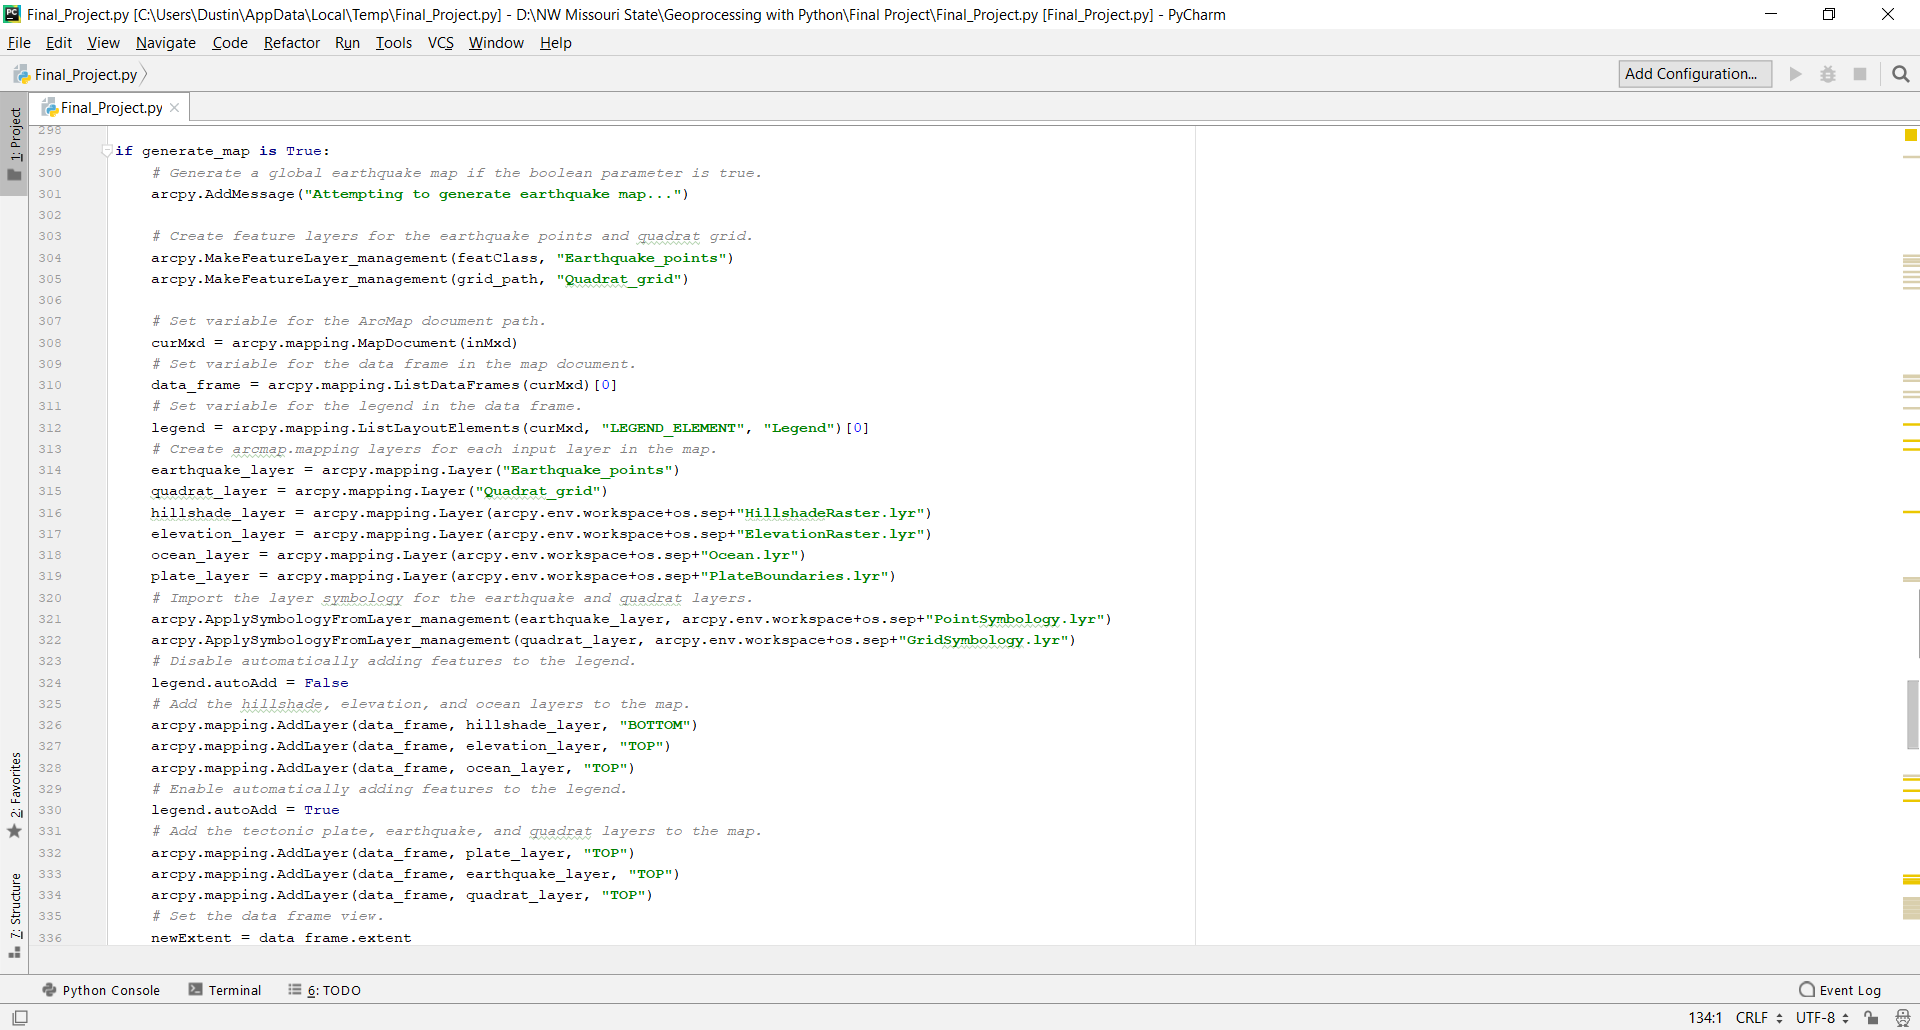 Final_Project.py [C:\Users\Dustin\AppData\Local\Temp\Final_Project.py] - D:\NW Missouri State\Geoprocessing with Python\Final Project\Final_Project.py [Final_Project.py] - PyCharm
File Edit View Navigate Code Refactor Run Tools VCS Window Help
Final_Project.py Add Configuration...
Final_Project.py
1: Project
2: Favorites
7: Structure
298
299 if generate_map is True:
300 # Generate a global earthquake map if the boolean parameter is true.
301 arcpy.AddMessage("Attempting to generate earthquake map...")
302
303 # Create feature layers for the earthquake points and quadrat grid.
304 arcpy.MakeFeatureLayer_management(featClass, "Earthquake_points")
305 arcpy.MakeFeatureLayer_management(grid_path, "Quadrat_grid")
306
307 # Set variable for the ArcMap document path.
308 curMxd = arcpy.mapping.MapDocument(inMxd)
309 # Set variable for the data frame in the map document.
310 data_frame = arcpy.mapping.ListDataFrames(curMxd)[0]
311 # Set variable for the legend in the data frame.
312 legend = arcpy.mapping.ListLayoutElements(curMxd, "LEGEND_ELEMENT", "Legend")[0]
313 # Create arcmap.mapping layers for each input layer in the map.
314 earthquake_layer = arcpy.mapping.Layer("Earthquake_points")
315 quadrat_layer = arcpy.mapping.Layer("Quadrat_grid")
316 hillshade_layer = arcpy.mapping.Layer(arcpy.env.workspace+os.sep+"HillshadeRaster.lyr")
317 elevation_layer = arcpy.mapping.Layer(arcpy.env.workspace+os.sep+"ElevationRaster.lyr")
318 ocean_layer = arcpy.mapping.Layer(arcpy.env.workspace+os.sep+"Ocean.lyr")
319 plate_layer = arcpy.mapping.Layer(arcpy.env.workspace+os.sep+"PlateBoundaries.lyr")
320 # Import the layer symbology for the earthquake and quadrat layers.
321 arcpy.ApplySymbologyFromLayer_management(earthquake_layer, arcpy.env.workspace+os.sep+"PointSymbology.lyr")
322 arcpy.ApplySymbologyFromLayer_management(quadrat_layer, arcpy.env.workspace+os.sep+"GridSymbology.lyr")
323 # Disable automatically adding features to the legend.
324 legend.autoAdd = False
325 # Add the hillshade, elevation, and ocean layers to the map.
326 arcpy.mapping.AddLayer(data_frame, hillshade_layer, "BOTTOM")
327 arcpy.mapping.AddLayer(data_frame, elevation_layer, "TOP")
328 arcpy.mapping.AddLayer(data_frame, ocean_layer, "TOP")
329 # Enable automatically adding features to the legend.
330 legend.autoAdd = True
331 # Add the tectonic plate, earthquake, and quadrat layers to the map.
332 arcpy.mapping.AddLayer(data_frame, plate_layer, "TOP")
333 arcpy.mapping.AddLayer(data_frame, earthquake_layer, "TOP")
334 arcpy.mapping.AddLayer(data_frame, quadrat_layer, "TOP")
335 # Set the data frame view.
336 newExtent = data_frame.extent
Python Console Terminal 6: TODO Event Log
134:1 CRLF UTF-8